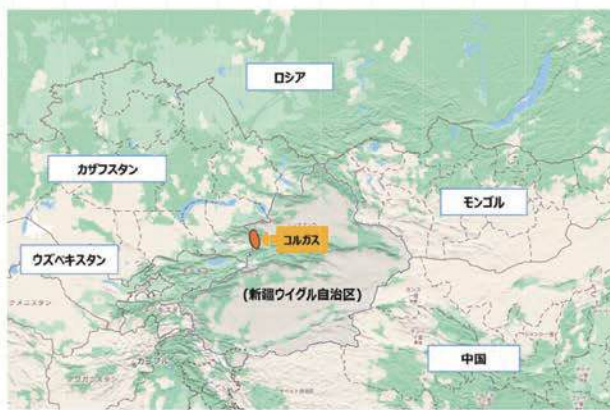 ロシア
カザフスタン
モンゴル
コルガス
ウズベキスタン
(新疆ウイグル自治区)
中国